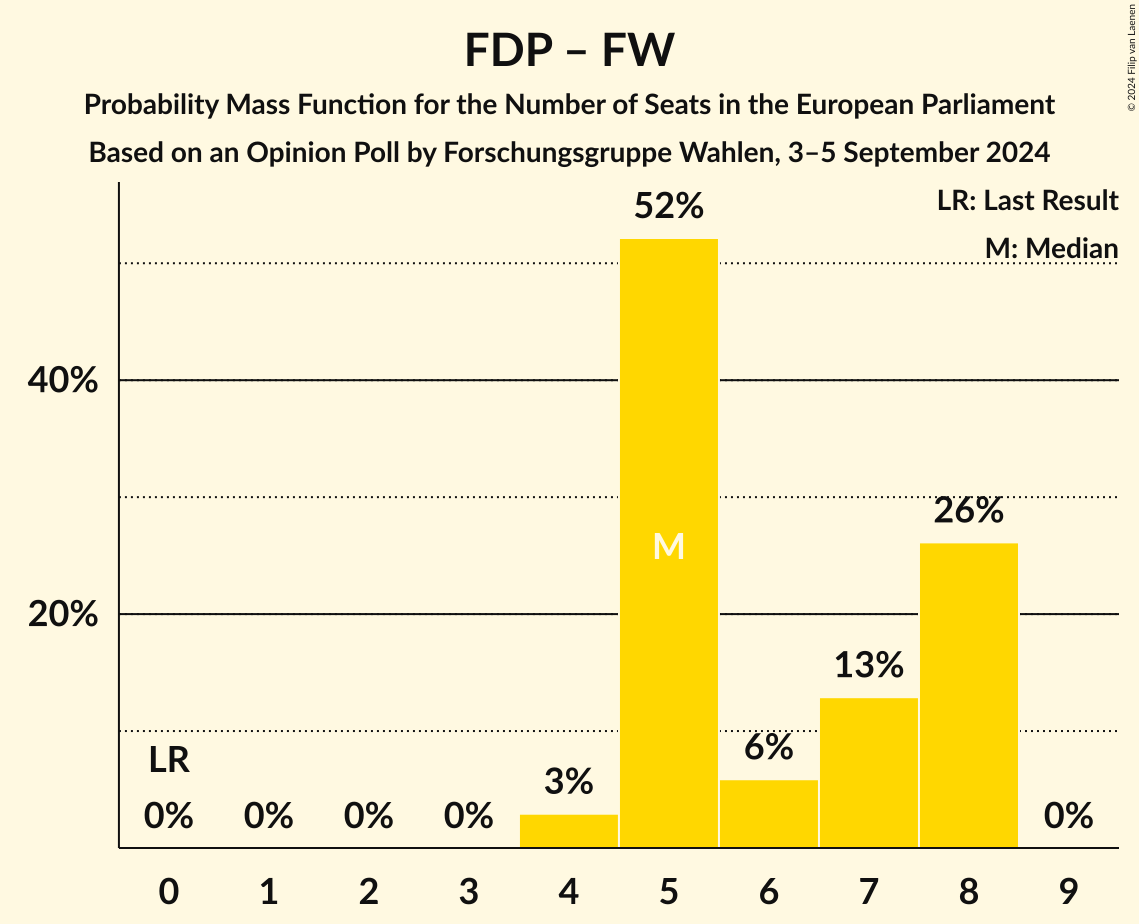 FDP – FW
Probability Mass Function for the Number of Seats in the European Parliament
Based on an Opinion Poll by Forschungsgruppe Wahlen, 3–5 September 2024
© 2024 Filip van Laenen
LR: Last Result
M: Median
52%
40%
M
26%
20%
13%
6%
LR
3%
0% 0% 0% 0% 0%
0 1 2 3 4 5 6 7 8 9